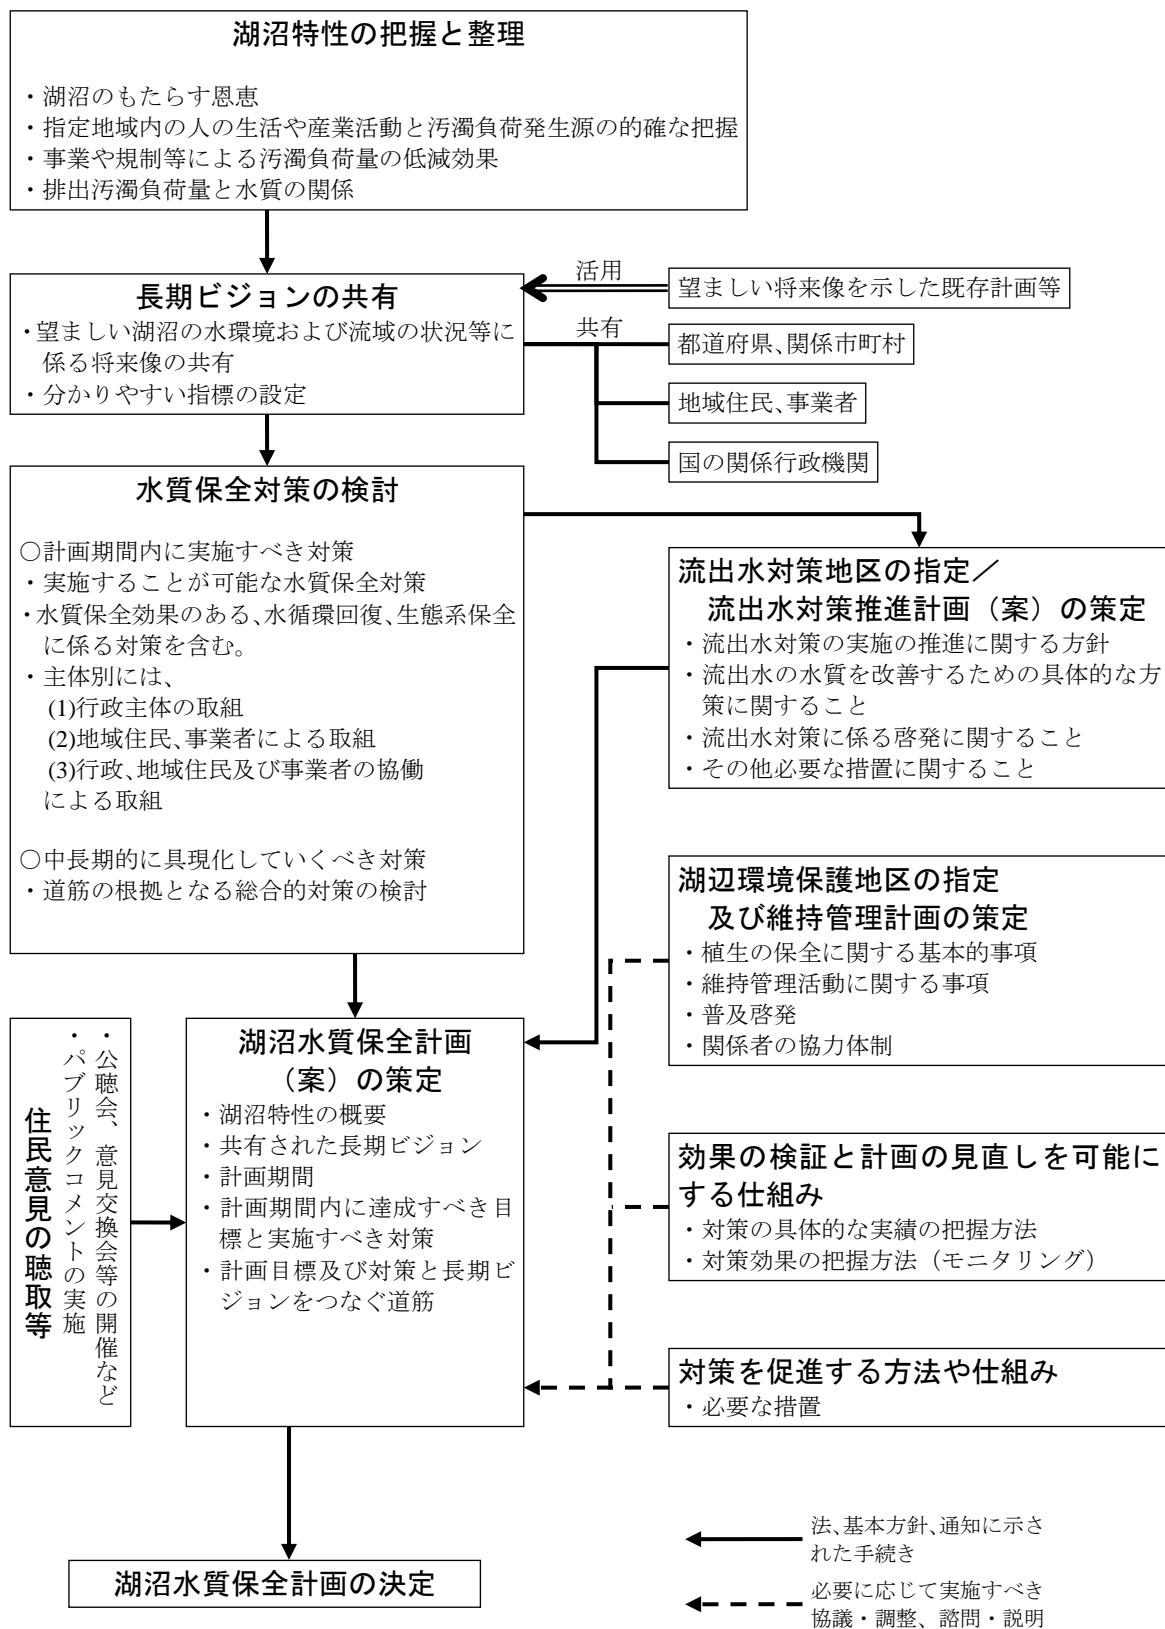 湖沼特性の把握と整理
・湖沼のもたらす恩恵
・指定地域内の人の生活や産業活動と汚濁負荷発生源の的確な把握
・事業や規制等による汚濁負荷量の低減効果
・排出汚濁負荷量と水質の関係
長期ビジョンの共有
・望ましい湖沼の水環境および流域の状況等に
係る将来像の共有
・分かりやすい指標の設定
活用
望ましい将来像を示した既存計画等
共有
都道府県、関係市町村
地域住民、事業者
国の関係行政機関
水質保全対策の検討
○計画期間内に実施すべき対策
・実施することが可能な水質保全対策
・水質保全効果のある、水循環回復、生態系保全
に係る対策を含む。
・主体別には、
(1)行政主体の取組
(2)地域住民、事業者による取組
(3)行政、地域住民及び事業者の協働
による取組
○中長期的に具現化していくべき対策
・道筋の根拠となる総合的対策の検討
流出水対策地区の指定／
流出水対策推進計画（案）の策定
・流出水対策の実施の推進に関する方針
・流出水の水質を改善するための具体的な方
策に関すること
・流出水対策に係る啓発に関すること
・その他必要な措置に関すること
湖辺環境保護地区の指定
及び維持管理計画の策定
・植生の保全に関する基本的事項
・維持管理活動に関する事項
・普及啓発
・関係者の協力体制
効果の検証と計画の見直しを可能に
する仕組み
・対策の具体的な実績の把握方法
・対策効果の把握方法（モニタリング）
対策を促進する方法や仕組み
・必要な措置
・公聴会、意見交換会等の開催など
・パブリックコメントの実施
住民意見の聴取等
湖沼水質保全計画
（案）の策定
・湖沼特性の概要
・共有された長期ビジョン
・計画期間
・計画期間内に達成すべき目
標と実施すべき対策
・計画目標及び対策と長期ビ
ジョンをつなぐ道筋
湖沼水質保全計画の決定
法、基本方針、通知に示さ
れた手続き
必要に応じて実施すべき
協議・調整、諮問・説明